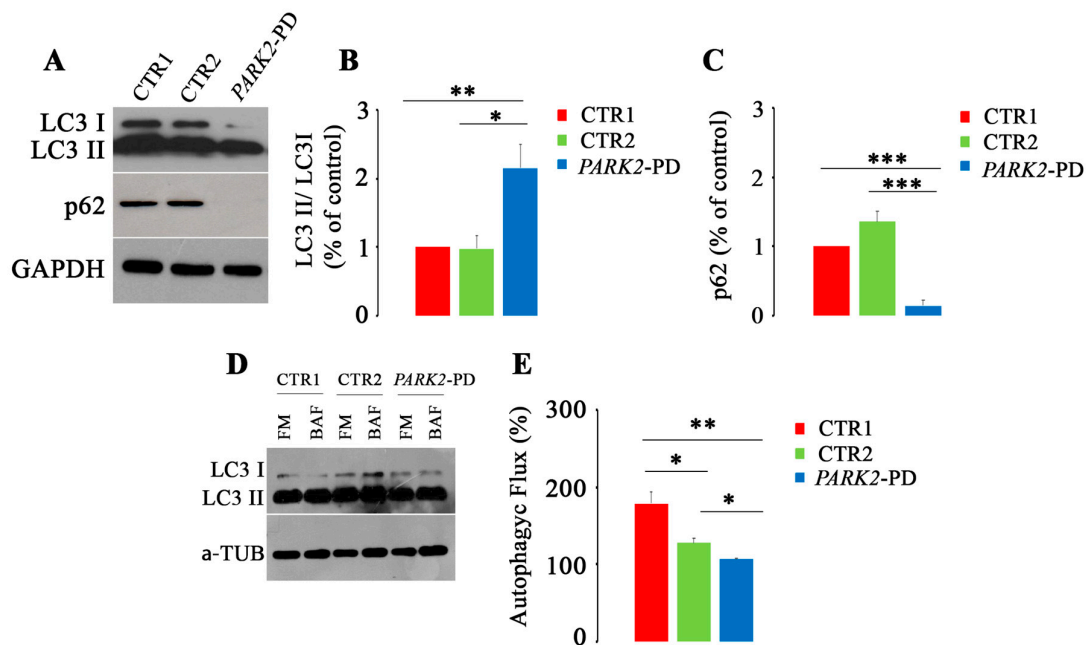 A
CTR1
CTR2
PARK2-PD
LC3 I
LC3 II
p62
GAPDH
B
LC3 II/ LC3I
(% of control)
3
2
1
0
**
*
CTR1
CTR2
PARK2-PD
C
p62 (% of control)
3
2
1
0
***
***
CTR1
CTR2
PARK2-PD
D
CTR1
CTR2
PARK2-PD
FM
BAF
FM
BAF
FM
BAF
LC3 I
LC3 II
a-TUB
E
Autophagyc Flux (%)
300
200
100
0
**
*
*
CTR1
CTR2
PARK2-PD